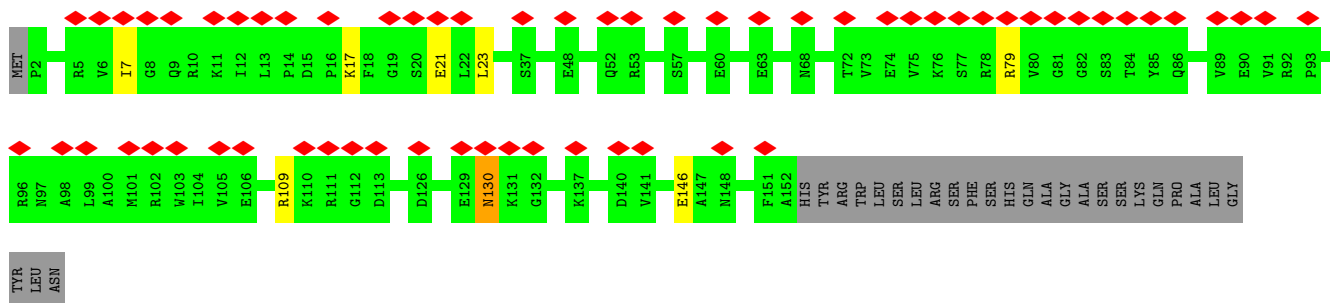 MET P2 R5 V6 I7 G8 Q9 R10 K11 I12 L13 P14 D15 P16 K17 F18 G19 S20 E21 L22 L23 S37 E48 Q52 R53 S57 E60 E63 N68 T72 V73 E74 V75 K76 S77 R78 R79 V80 G81 G82 S83 T84 Y85 Q86 V89 E90 V91 R92 P93
R96 N97 A98 L99 A100 M101 R102 W103 I104 V105 E106 R109 K110 R111 G112 D113 D126 E129 N130 K131 G132 K137 D140 V141 E146 A147 N148 F151 A152 HIS TYR ARG TRP LEU SER LEU ARG SER PHE SER HIS GLN ALA GLY ALA SER SER LYS GLN PRO ALA LEU GLY
TYR LEU ASN